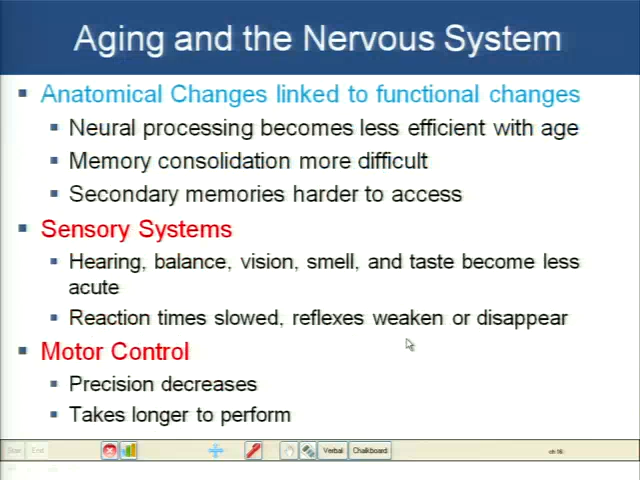 Aging and the Nervous System
Anatomical Changes linked to functional changes
Neural processing becomes less efficient with age
Memory consolidation more difficult
Secondary memories harder to access
Sensory Systems
Hearing, balance, vision, smell, and taste become less
acute
Reaction times slowed, reflexes weaken or disappear
Motor Control
Precision decreases
Takes longer to perform
Start End Verbal Chalkboard